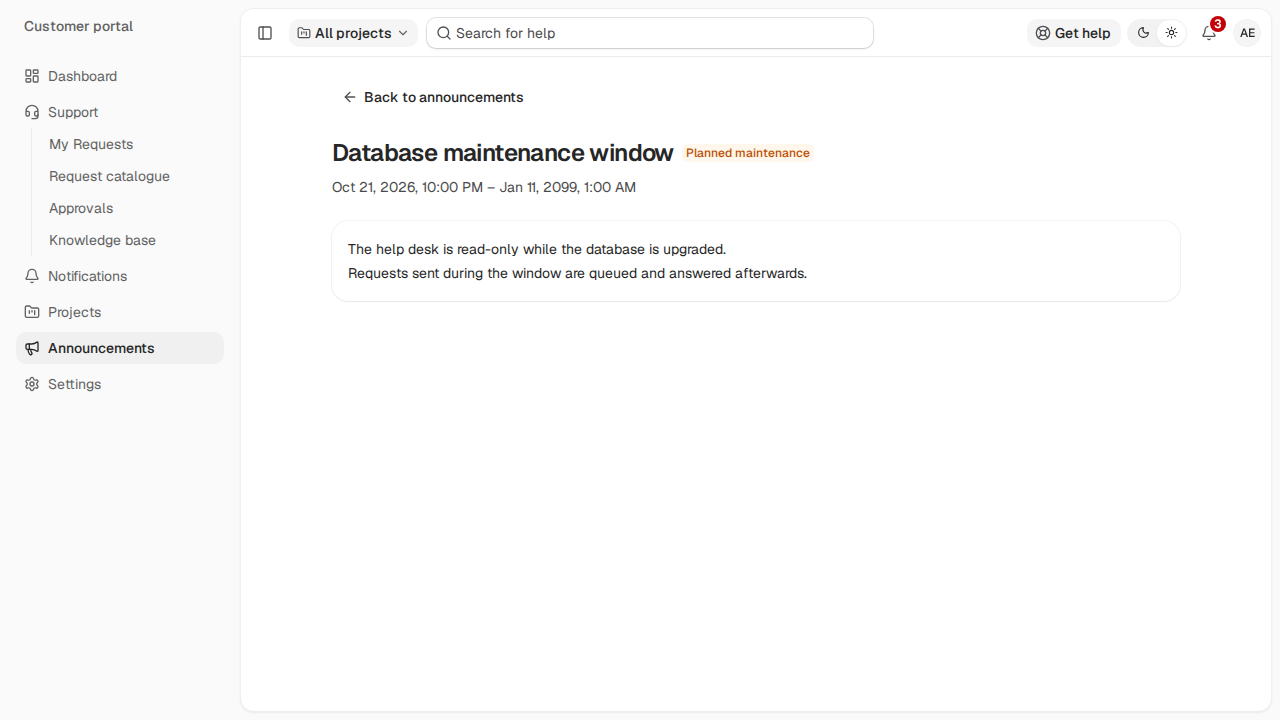 Customer portal
Dashboard
Support
My Requests
Request catalogue
Approvals
Knowledge base
Notifications
Projects
Announcements
Settings
All projects
Search for help
Get help
3
AE
Back to announcements
Database maintenance window
Planned maintenance
Oct 21, 2026, 10:00 PM – Jan 11, 2099, 1:00 AM
The help desk is read-only while the database is upgraded.
Requests sent during the window are queued and answered afterwards.